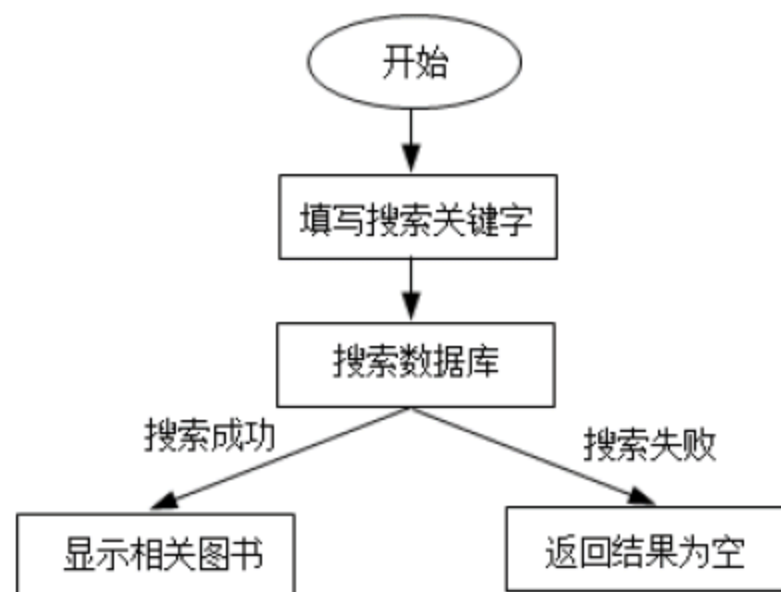 开始
填写搜索关键字
搜索数据库
搜索成功
搜索失败
显示相关图书
返回结果为空